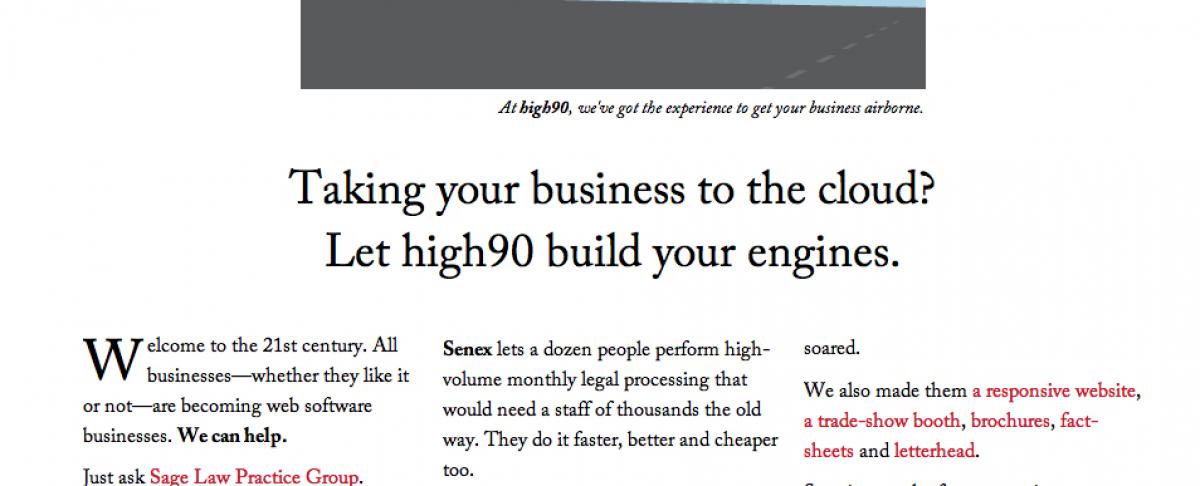 At high90, we've got the experience to get your business airborne.
Taking your business to the cloud?
Let high90 build your engines.
Welcome to the 21st century. All
businesses—whether they like it
or not—are becoming web software
businesses. We can help.
Just ask Sage Law Practice Group.
Senex lets a dozen people perform high-
volume monthly legal processing that
would need a staff of thousands the old
way. They do it faster, better and cheaper
too.
soared.
We also made them a responsive website,
a trade-show booth, brochures, fact-
sheets and letterhead.